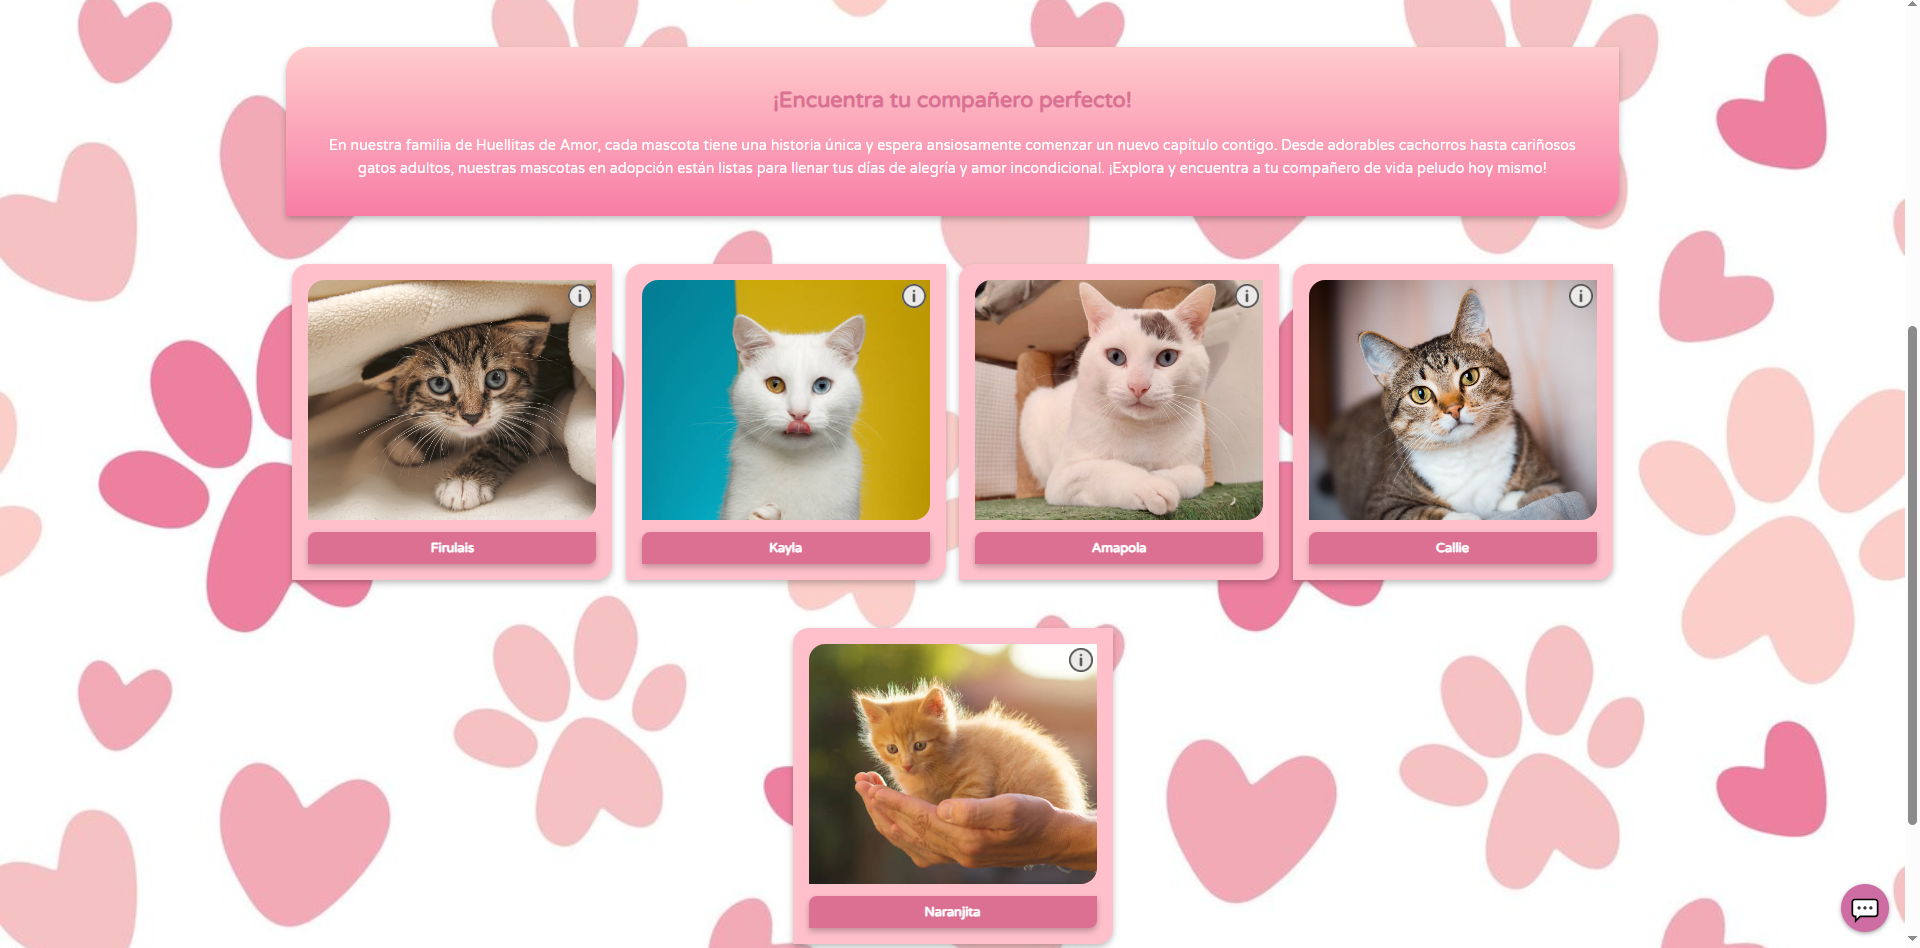 ¡Encuentra tu compañero perfecto!
En nuestra familia de Huellitas de Amor, cada mascota tiene una historia única y espera ansiosamente comenzar un nuevo capítulo contigo. Desde adorables cachorros hasta cariñosos
gatos adultos, nuestras mascotas en adopción están listas para llenar tus días de alegría y amor incondicional. ¡Explora y encuentra a tu compañero de vida peludo hoy mismo!
Firulais
Kayla
Amapola
Callie
Naranjita